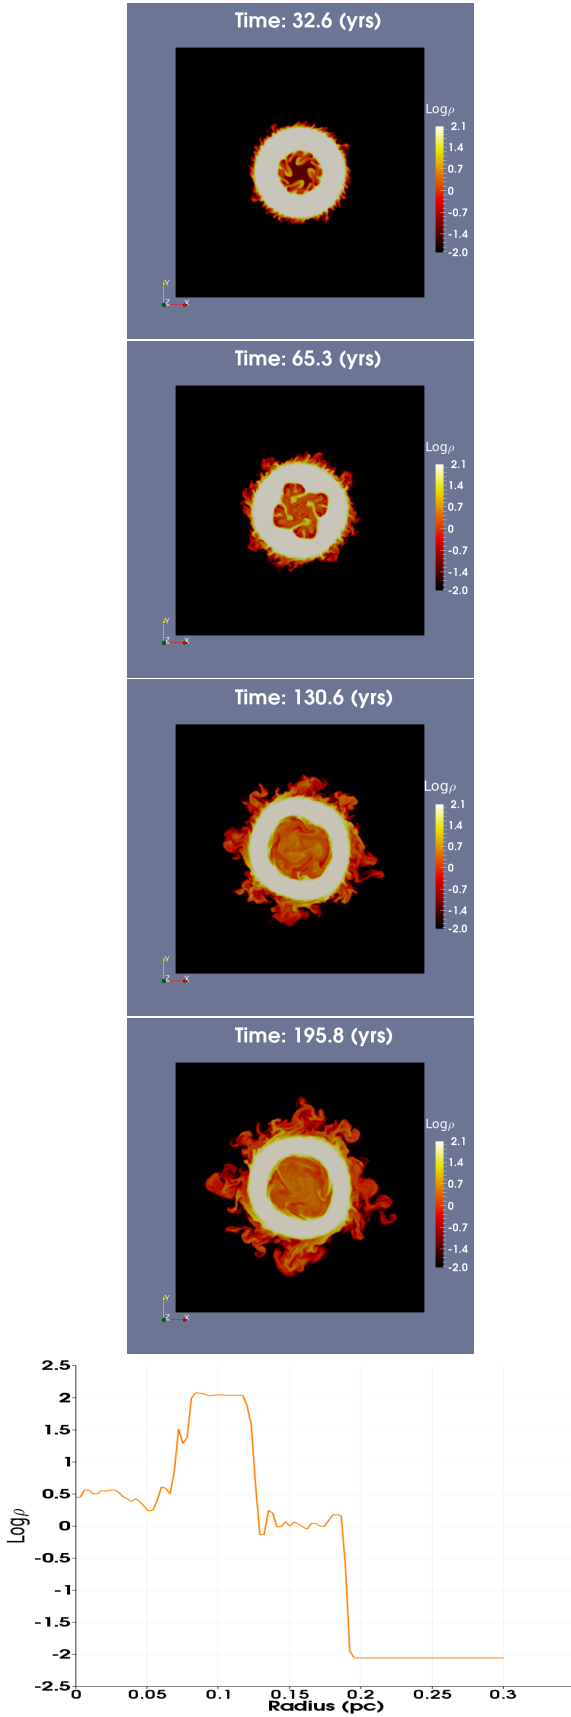 Time: 32.6 (yrs)
Logρ
2.1
1.4
0.7
0
-0.7
-1.4
-2.0
Y
Z X
Time: 65.3 (yrs)
Logρ
2.1
1.4
0.7
0
-0.7
-1.4
-2.0
Y
Z X
Time: 130.6 (yrs)
Logρ
2.1
1.4
0.7
0
-0.7
-1.4
-2.0
Y
Z X
Time: 195.8 (yrs)
Logρ
2.1
1.4
0.7
0
-0.7
-1.4
-2.0
Y
Z X
2.5
2
1.5
1
0.5
0
-0.5
-1
-1.5
-2
-2.5
Logρ
0 0.05 0.1 0.15 0.2 0.25 0.3
Radius (pc)